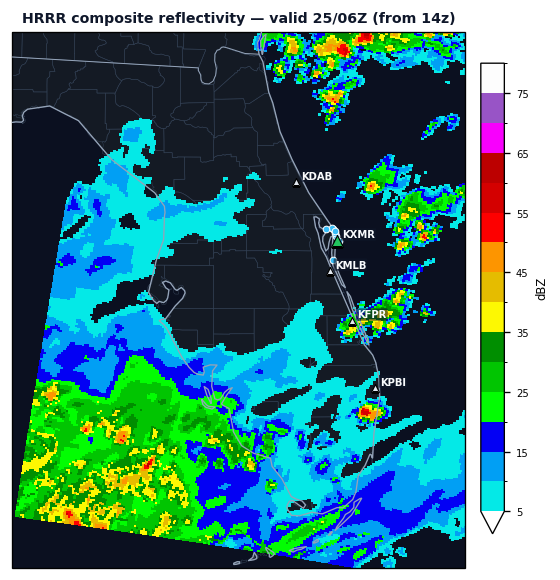 HRRR composite reflectivity — valid 25/06Z (from 14z)
KDAB
KXMR
KMLB
KFPR
KPBI
75
65
55
45
35
25
15
5
dBZ